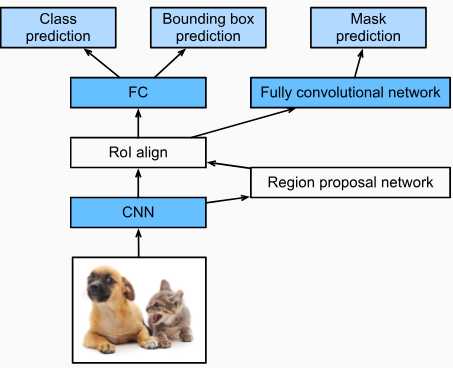 Class
prediction
Bounding box
prediction
Mask
prediction
FC
Fully convolutional network
RoI align
Region proposal network
CNN